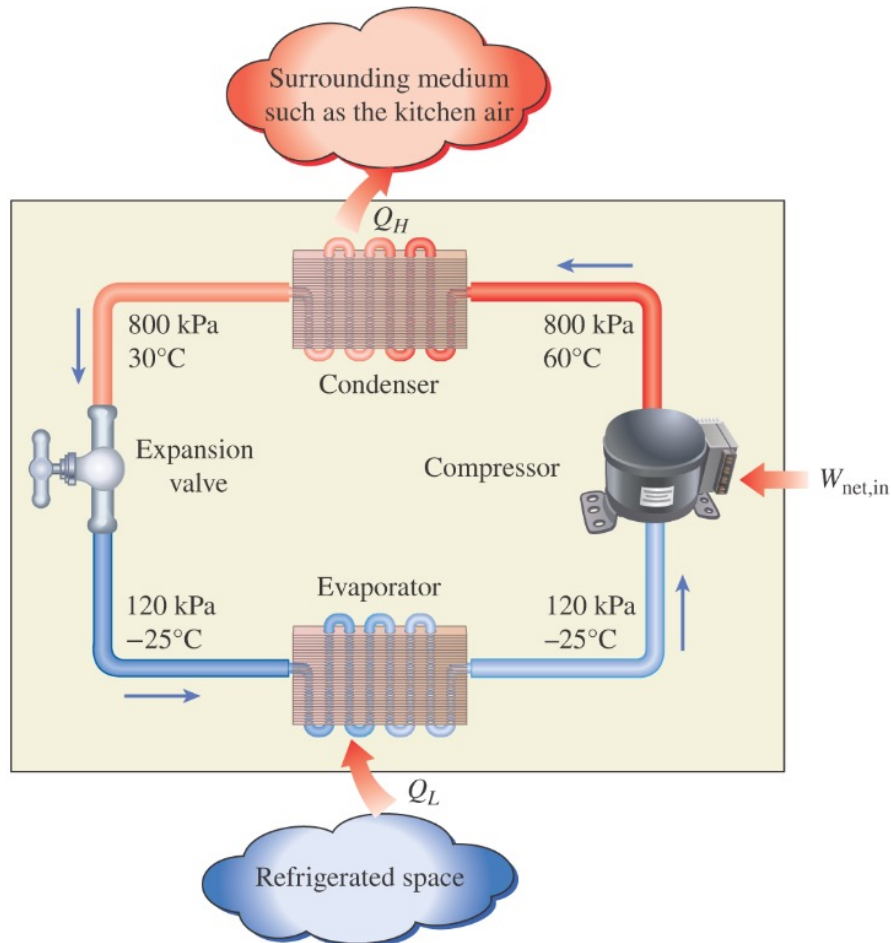 Surrounding medium
such as the kitchen air
Q_H
800 kPa
30°C
Condenser
800 kPa
60°C
Expansion
valve
Compressor
W_net,in
120 kPa
−25°C
Evaporator
120 kPa
−25°C
Q_L
Refrigerated space